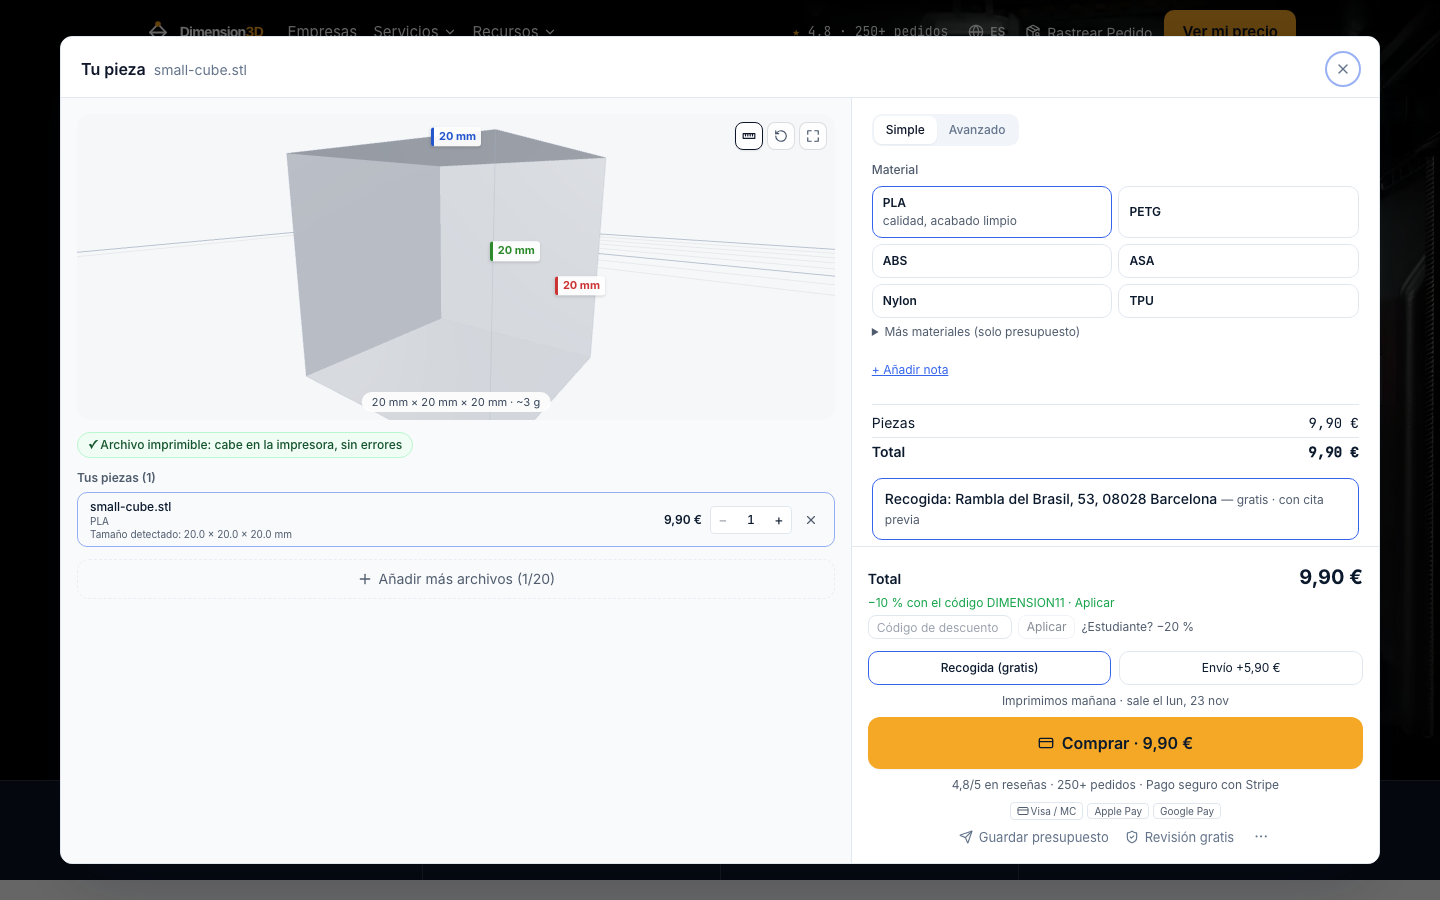 Dimension3D Empresas Servicios Recursos ★ 4,8 · 250+ pedidos ES Rastrear Pedido Ver mi precio
Tu pieza small-cube.stl
20 mm
20 mm
20 mm
20 mm × 20 mm × 20 mm · ~3 g
✓ Archivo imprimible: cabe en la impresora, sin errores
Tus piezas (1)
small-cube.stl
PLA
Tamaño detectado: 20.0 × 20.0 × 20.0 mm
9,90 € − 1 +
+ Añadir más archivos (1/20)
Simple Avanzado
Material
PLA
calidad, acabado limpio
PETG
ABS
ASA
Nylon
TPU
▶ Más materiales (solo presupuesto)
+ Añadir nota
Piezas 9,90 €
Total 9,90 €
Recogida: Rambla del Brasil, 53, 08028 Barcelona — gratis · con cita
previa
Total 9,90 €
−10 % con el código DIMENSION11 · Aplicar
Código de descuento Aplicar ¿Estudiante? −20 %
Recogida (gratis) Envío +5,90 €
Imprimimos mañana · sale el lun, 23 nov
Comprar · 9,90 €
4,8/5 en reseñas · 250+ pedidos · Pago seguro con Stripe
Visa / MC Apple Pay Google Pay
Guardar presupuesto Revisión gratis ···